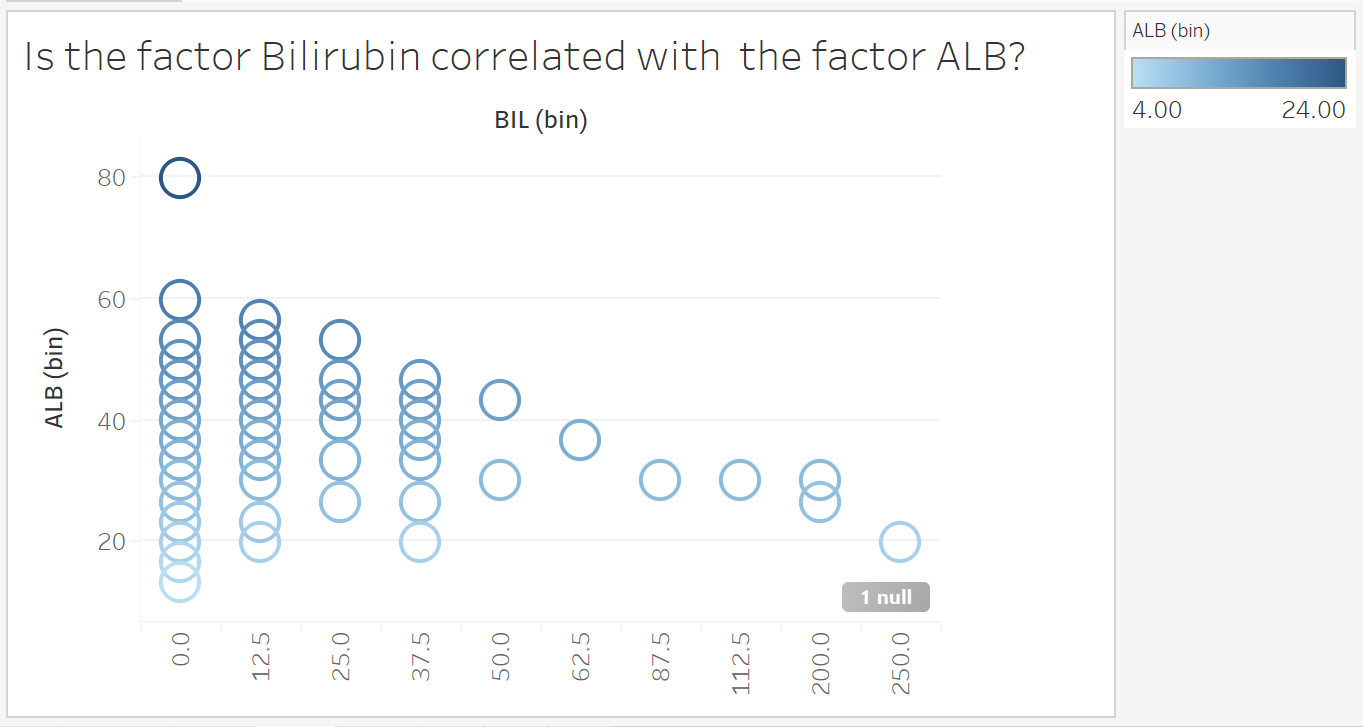 Is the factor Bilirubin correlated with  the factor ALB?
ALB (bin)
4.00 24.00
BIL (bin)
ALB (bin)
80
60
40
20
1 null
0.0 12.5 25.0 37.5 50.0 62.5 87.5 112.5 200.0 250.0